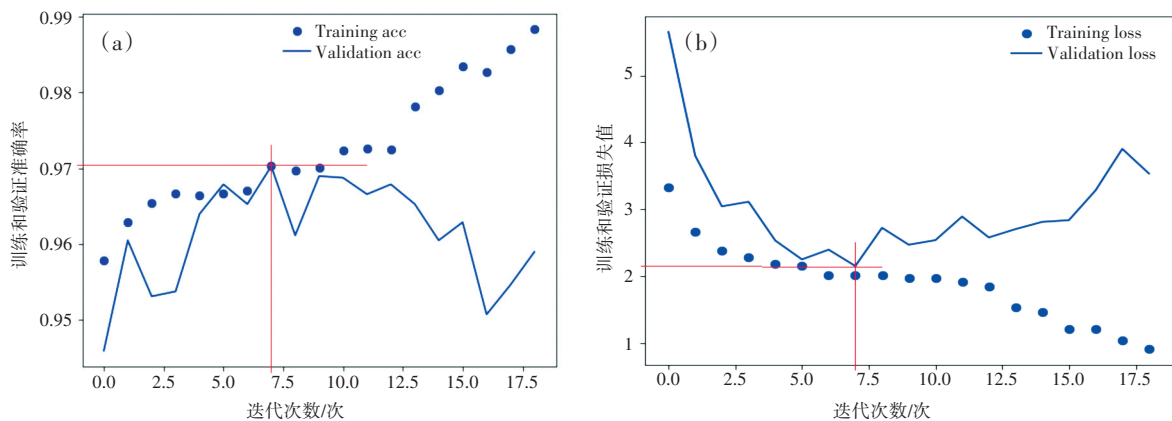 (a)
Training acc
Validation acc
0.99
0.98
0.97
0.96
0.95
训练和验证准确率
0.0 2.5 5.0 7.5 10.0 12.5 15.0 17.5
迭代次数/次
(b)
Training loss
Validation loss
5
4
3
2
1
训练和验证损失值
0.0 2.5 5.0 7.5 10.0 12.5 15.0 17.5
迭代次数/次